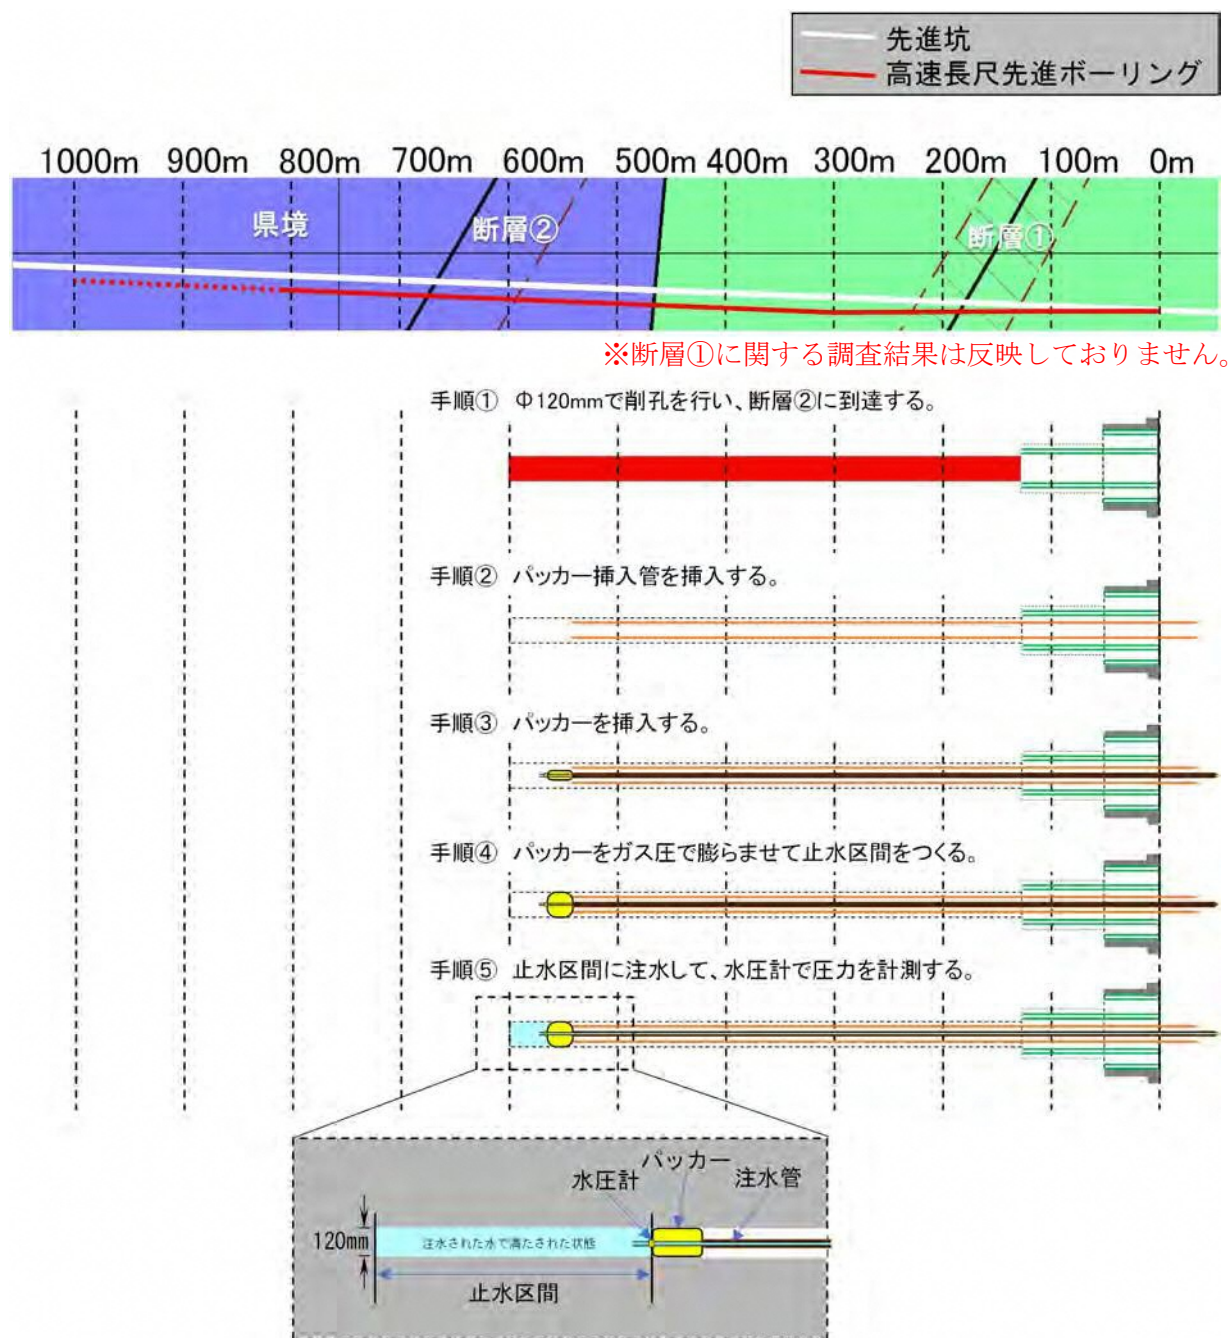 先進坑
高速長尺先進ボーリング
1000m 900m 800m 700m 600m 500m 400m 300m 200m 100m 0m
県境 断層② 断層①
※断層①に関する調査結果は反映しておりません。
手順① Φ120mmで削孔を行い、断層②に到達する。
手順② パッカー挿入管を挿入する。
手順③ パッカーを挿入する。
手順④ パッカーをガス圧で膨らませて止水区間をつくる。
手順⑤ 止水区間に注水して、水圧計で圧力を計測する。
パッカー
水圧計 注水管
120mm 注水された水で満たされた状態
止水区間